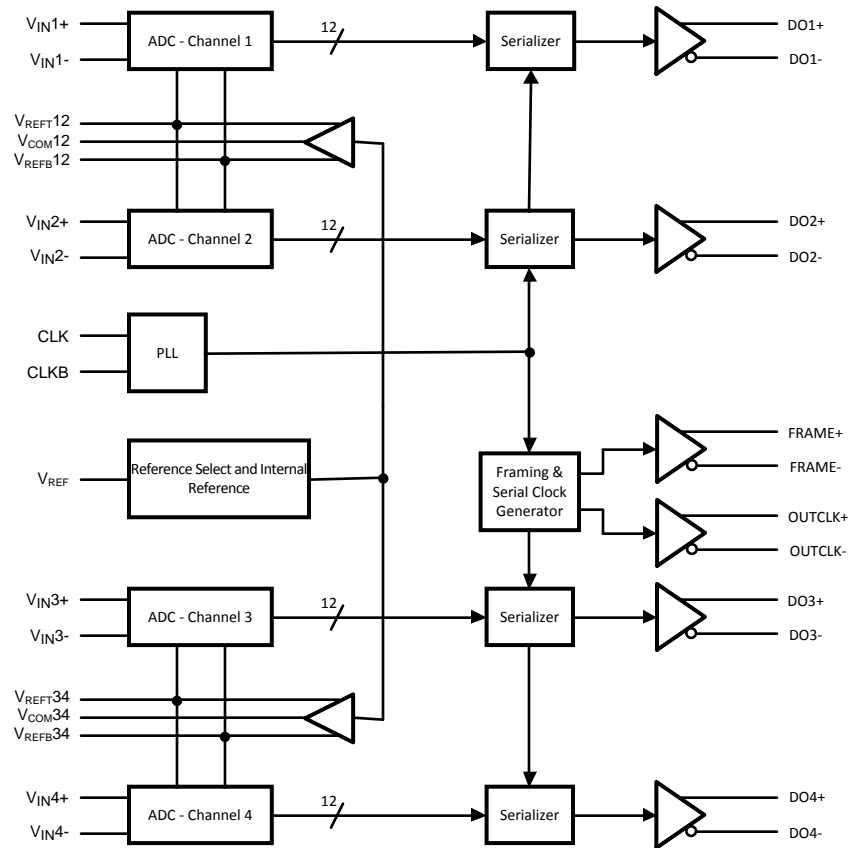 VIN1+
VIN1-
ADC - Channel 1
12
Serializer
DO1+
DO1-
VREFT12
VCOM12
VREFB12
VIN2+
VIN2-
ADC - Channel 2
12
Serializer
DO2+
DO2-
CLK
CLKB
PLL
VREF
Reference Select and Internal
Reference
Framing &
Serial Clock
Generator
FRAME+
FRAME-
OUTCLK+
OUTCLK-
VIN3+
VIN3-
ADC - Channel 3
12
Serializer
DO3+
DO3-
VREFT34
VCOM34
VREFB34
VIN4+
VIN4-
ADC - Channel 4
12
Serializer
DO4+
DO4-